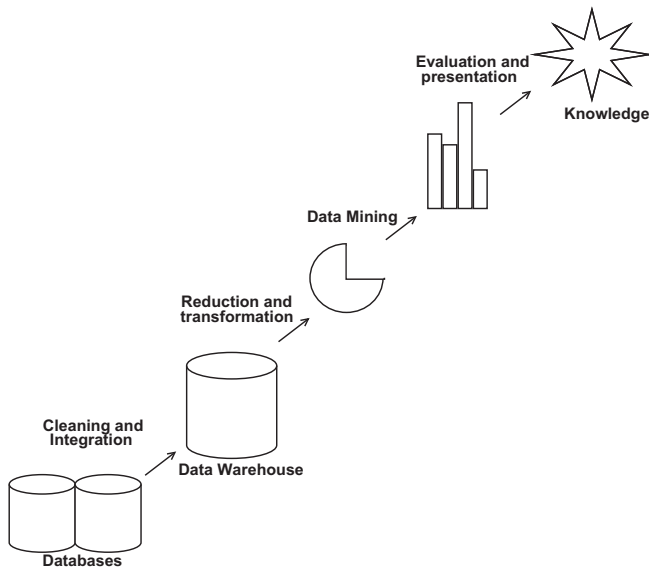 Evaluation and
presentation
Knowledge
Data Mining
Reduction and
transformation
Cleaning and
Integration
Data Warehouse
Databases